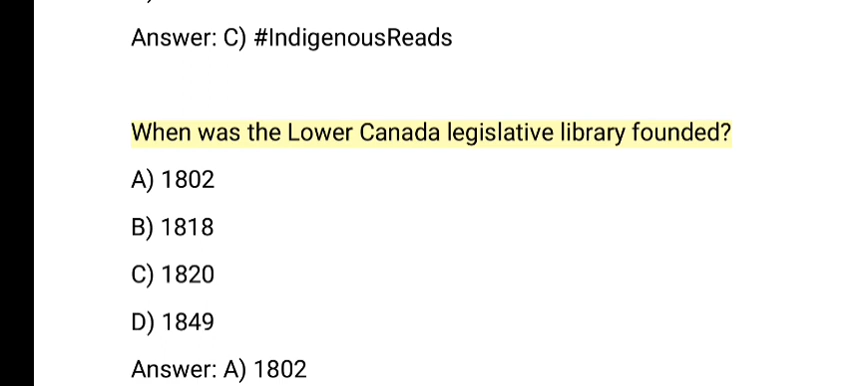 Answer: C) #IndigenousReads
When was the Lower Canada legislative library founded?
A) 1802
B) 1818
C) 1820
D) 1849
Answer: A) 1802